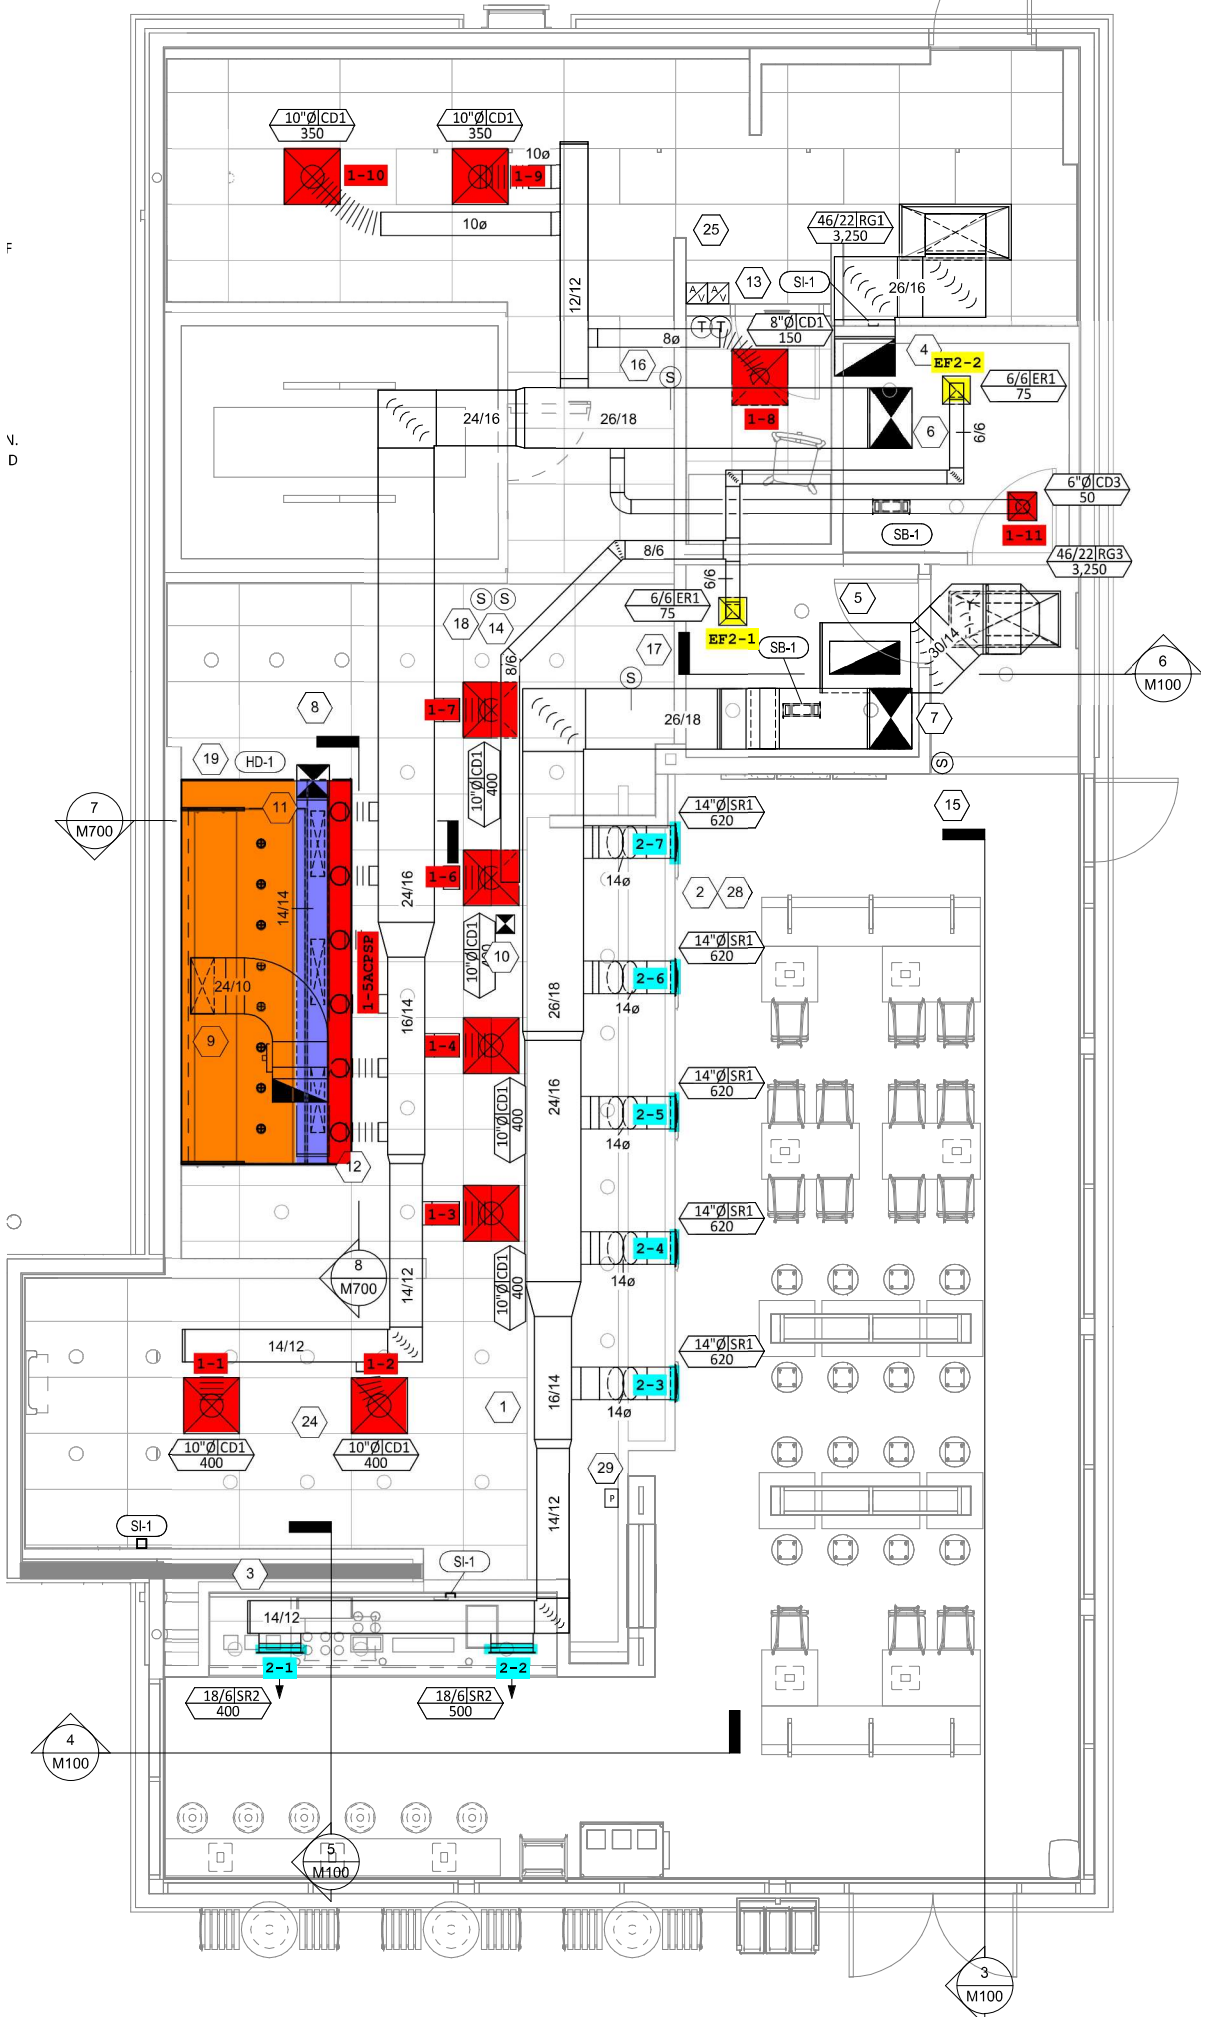 10"Ø CD1
350
10"Ø CD1
350
10ø
1-10
1-9
10ø
F
25
46/22 RG1
3,250
13
SI-1
26/16
12/12
A V
A V
8"Ø CD1
150
T T
8ø
16
S
4
EF2-2
6/6 ER1
75
1-8
24/16
26/18
6
6/6
N.
D
6"Ø CD3
50
SB-1
1-11
8/6
46/22 RG3
3,250
6/6
S S
18
14
6/6 ER1
75
5
EF2-1
SB-1
17
30/14
8/6
6
M100
S
8
1-7
26/18
7
19
HD-1
S
10"Ø CD1
400
7
M700
11
14"Ø SR1
620
15
2-7
14ø
1-6
24/16
14/14
2
28
10"Ø CD1
10
14"Ø SR1
620
1-5ACPSP
24/10
2-6
14ø
26/18
16/14
9
1-4
24/16
14"Ø SR1
620
10"Ø CD1
400
2-5
14ø
12
1-3
14"Ø SR1
620
2-4
14ø
8
M700
10"Ø CD1
400
14/12
14/12
14"Ø SR1
620
1-1
1-2
2-3
16/14
14ø
1
24
10"Ø CD1
400
10"Ø CD1
400
29
P
14/12
SI-1
SI-1
3
14/12
2-1
2-2
18/6 SR2
400
18/6 SR2
500
4
M100
5
M100
3
M100